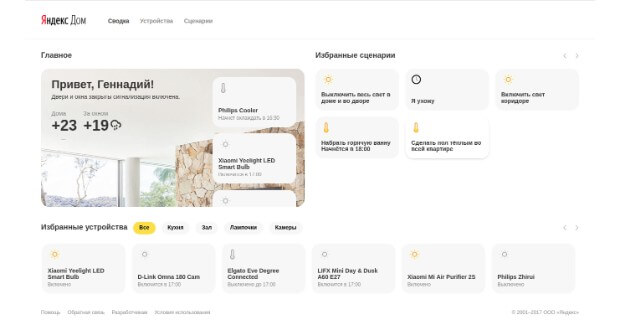 Яндекс Дом
Сводка
Устройства
Сценарии
Главное
Привет, Геннадий!
Двери и окна закрыты сигнализация включена.
Дома
За окном
+23
+19
Philips Cooler
Начнет охлаждать в 16:30
Xiaomi Yeelight LED
Smart Bulb
Включится в 17:00
Избранные сценарии
Выключить весь свет в
доме и во дворе
Я ухожу
Включить свет
коридоре
Набрать горячую ванну
Начнётся в 18:00
Сделать пол тёплым во
всей квартире
Избранные устройства
Все
Кухня
Зал
Лампочки
Камеры
Xiaomi Yeelight LED
Smart Bulb
Включено
D-Link Omna 180 Cam
Включится в 17:00
Elgato Eve Degree
Connected
Выключено до 17:00
LIFX Mini Day & Dusk
A60 E27
Включится в 17:00
Xiaomi Mi Air Purifier 2S
Включено
Philips Zhirui
Выключено
Помощь
Обратная связь
Разработчикам
Условия использования
© 2001–2017 ООО «Яндекс»